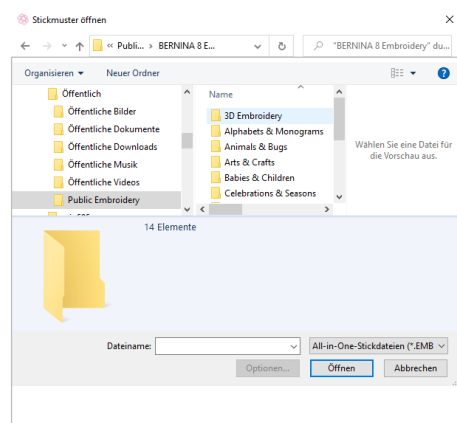 Stickmuster öffnen
« Publi... › BERNINA 8 E...
"BERNINA 8 Embroidery" du...
Organisieren
Neuer Ordner
Öffentlich
Öffentliche Bilder
Öffentliche Dokumente
Öffentliche Downloads
Öffentliche Musik
Öffentliche Videos
Public Embroidery
Name
3D Embroidery
Alphabets & Monograms
Animals & Bugs
Arts & Crafts
Babies & Children
Celebrations & Seasons
Wählen Sie eine Datei für
die Vorschau aus.
14 Elemente
Dateiname:
All-in-One-Stickdateien (*.EMB
Optionen...
Öffnen
Abbrechen